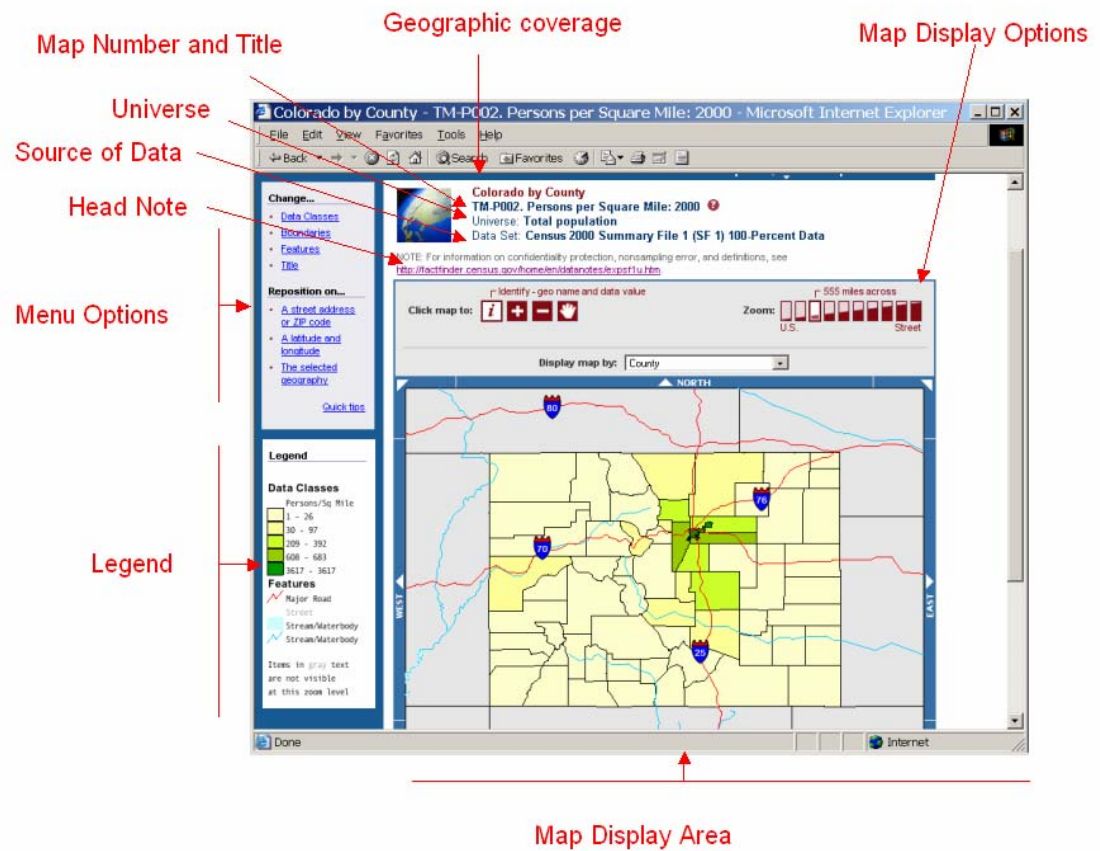 Geographic coverage
Map Number and Title
Map Display Options
Universe
Source of Data
Head Note
Menu Options
Legend
Map Display Area
Colorado by County - TM-P002. Persons per Square Mile: 2000 - Microsoft Internet Explorer
File Edit View Favorites Tools Help
Back Search Favorites
Change...
Data Classes
Boundaries
Features
Title
Reposition on...
A street address
or ZIP code
A latitude and
longitude
The selected
geography
Quick tips
Legend
Data Classes
Persons/Sq Mile
1 - 26
30 - 97
209 - 392
608 - 683
3617 - 3617
Features
Major Road
Street
Stream/Waterbody
Stream/Waterbody
Items in gray text
are not visible
at this zoom level
Colorado by County
TM-P002. Persons per Square Mile: 2000 ?
Universe: Total population
Data Set: Census 2000 Summary File 1 (SF 1) 100-Percent Data
NOTE: For information on confidentiality protection, nonsampling error, and definitions, see
http://factfinder.census.gov/home/en/datanotes/expsf1u.htm.
Identify - geo name and data value
555 miles across
Click map to: i
Zoom:
U.S. Street
Display map by: County
NORTH
80
76
70
WEST
EAST
25
Done
Internet